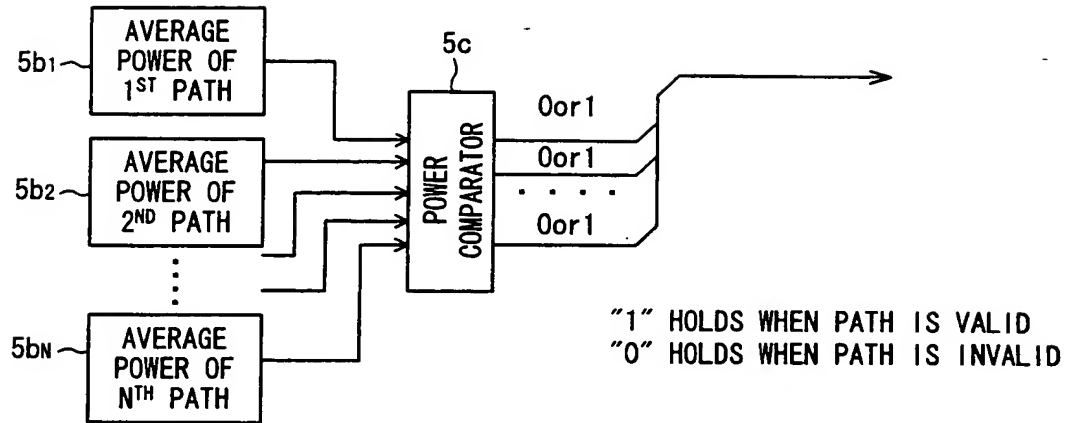 5b1
AVERAGE
POWER OF
1ST PATH
5b2
AVERAGE
POWER OF
2ND PATH
5bN
AVERAGE
POWER OF
NTH PATH
5c
POWER
COMPARATOR
0or1
0or1
0or1
"1" HOLDS WHEN PATH IS VALID
"0" HOLDS WHEN PATH IS INVALID